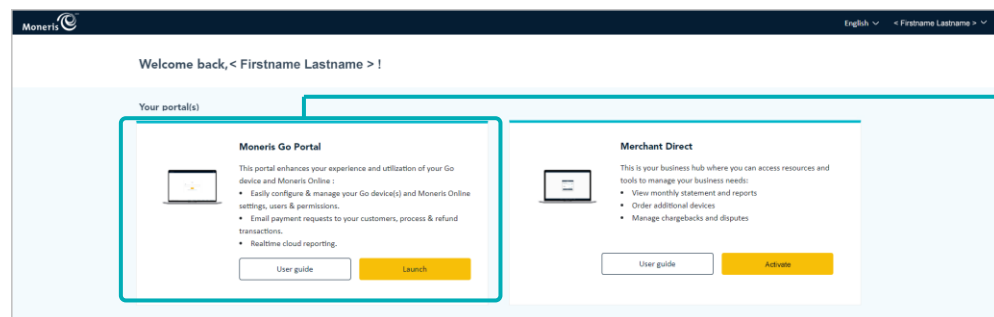 Moneris
English
< Firstname Lastname >
Welcome back,< Firstname Lastname > !
Your portal(s)
Moneris Go Portal
This portal enhances your experience and utilization of your Go
device and Moneris Online :
• Easily configure & manage your Go device(s) and Moneris Online
settings, users & permissions.
• Email payment requests to your customers, process & refund
transactions.
• Realtime cloud reporting.
User guide
Launch
Merchant Direct
This is your business hub where you can access resources and
tools to manage your business needs:
• View monthly statement and reports
• Order additional devices
• Manage chargebacks and disputes
User guide
Activate